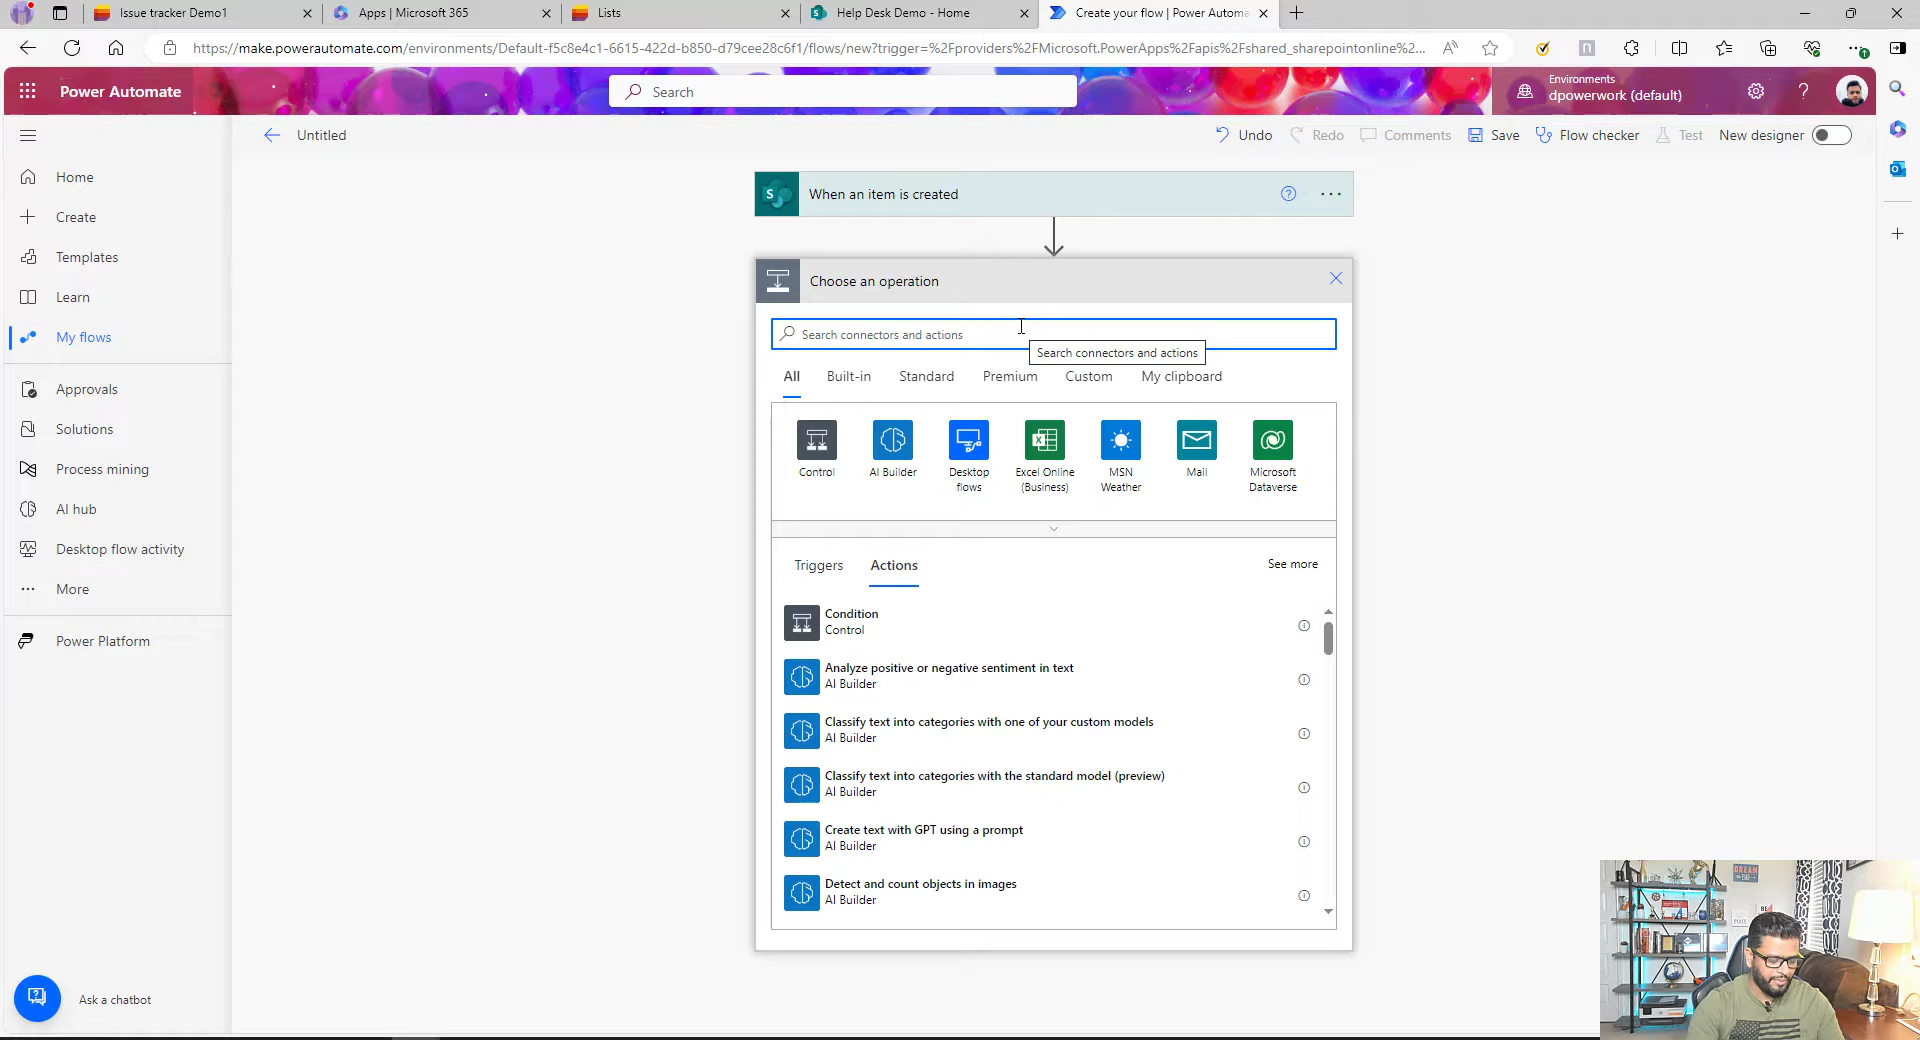 Issue tracker Demo1
Apps | Microsoft 365
Lists
Help Desk Demo - Home
Create your flow | Power Automa
https://make.powerautomate.com/environments/Default-f5c8e4c1-6615-422d-b850-d79cee28c6f1/flows/new?trigger=%2Fproviders%2FMicrosoft.PowerApps%2Fapis%2Fshared_sharepointonline%2...
Power Automate
Search
Environments
dpowerwork (default)
Untitled
Undo
Redo
Comments
Save
Flow checker
Test
New designer
Home
Create
Templates
Learn
My flows
Approvals
Solutions
Process mining
AI hub
Desktop flow activity
More
Power Platform
Ask a chatbot
When an item is created
Choose an operation
Search connectors and actions
Search connectors and actions
All
Built-in
Standard
Premium
Custom
My clipboard
Control
AI Builder
Desktop
flows
Excel Online
(Business)
MSN
Weather
Mail
Microsoft
Dataverse
Triggers
Actions
See more
Condition
Control
Analyze positive or negative sentiment in text
AI Builder
Classify text into categories with one of your custom models
AI Builder
Classify text into categories with the standard model (preview)
AI Builder
Create text with GPT using a prompt
AI Builder
Detect and count objects in images
AI Builder